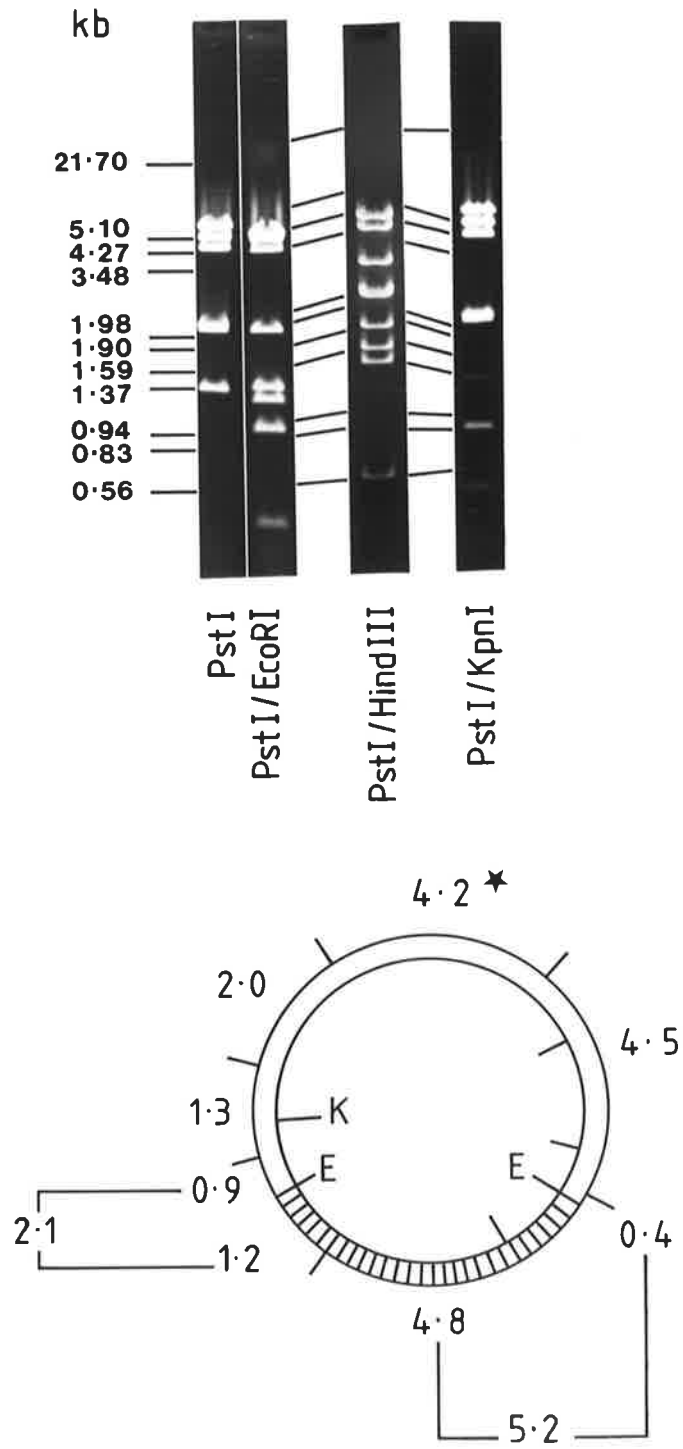 kb
21·70
5·10
4·27
3·48
1·98
1·90
1·59
1·37
0·94
0·83
0·56
PstI
PstI/EcoRI
PstI/HindIII
PstI/KpnI
4·2 ★
2·0
4·5
1·3
K
E
E
0·9
0·4
2·1
1·2
4·8
5·2